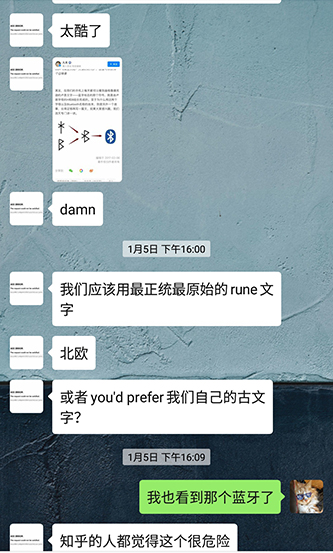 太酷了
damn
1月5日 下午16:00
我们应该用最正统最原始的 rune 文
字
北欧
或者 you'd prefer 我们自己的古文
字？
1月5日 下午16:09
我也看到那个蓝牙了
知乎的人都觉得这个很危险